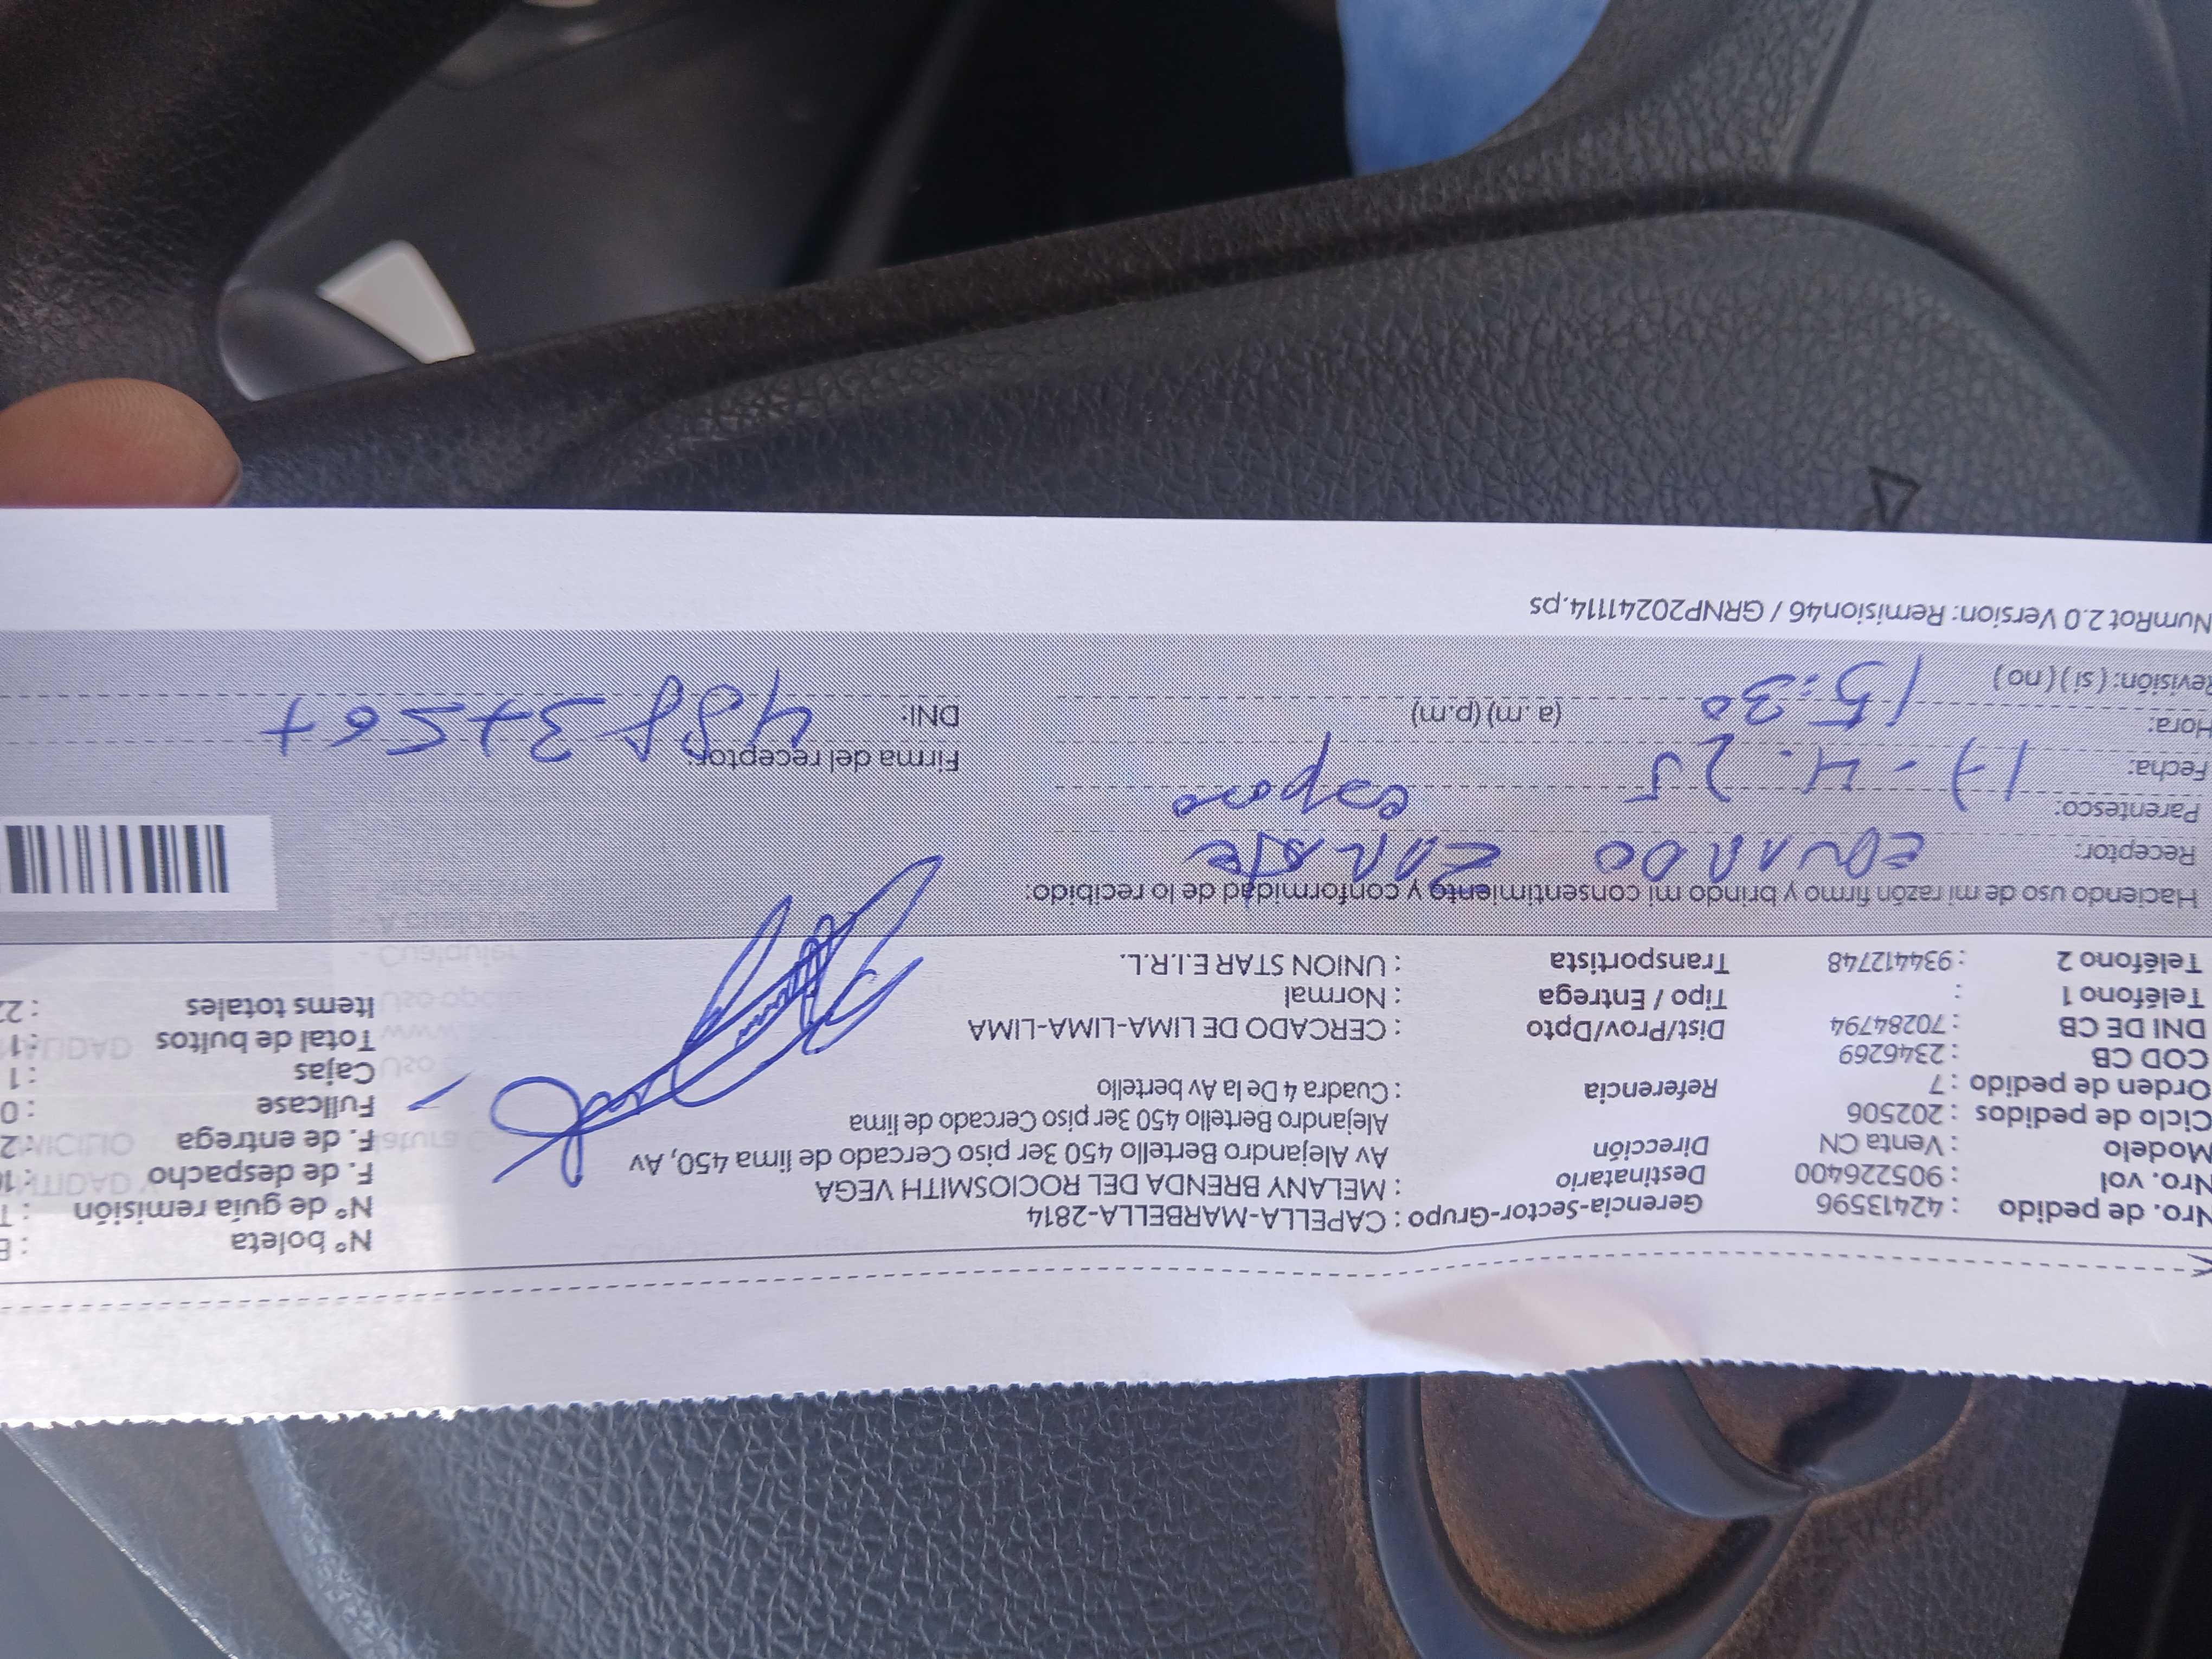 Nro. de pedido : 42413596 Gerencia-Sector-Grupo : CAPELLA-MARBELLA-2814 N° boleta :
Nro. vol : 905226400 Destinatario : MELANY BRENDA DEL ROCIOSMITH VEGA N° de guía remisión :
Modelo : Venta CN Dirección Av Alejandro Bertello 450 3er piso Cercado de lima 450, Av F. de despacho :
Ciclo de pedidos : 202506 Alejandro Bertello 450 3er piso Cercado de lima F. de entrega : 2
Orden de pedido : 7 Referencia : Cuadra 4 De la Av bertello Fullcase : 0
COD CB : 2346269 Cajas : 1
DNI DE CB : 70284794 Dist/Prov/Dpto : CERCADO DE LIMA-LIMA-LIMA Total de bultos : 1
Teléfono 1 : Tipo / Entrega : Normal Items totales : 22
Teléfono 2 : 934412748 Transportista : UNION STAR E.I.R.L.
Haciendo uso de mi razón firmo y brindo mi consentimiento y conformidad de lo recibido:
Receptor:
Parentesco: esposo
Fecha: 17-4-25 Firma del receptor:
Hora: 15:30 (a.m) (p.m) DNI:
Revisión: ( si ) ( no )
NumRot 2.0 Version: Remision46 / GRNP20241114.ps